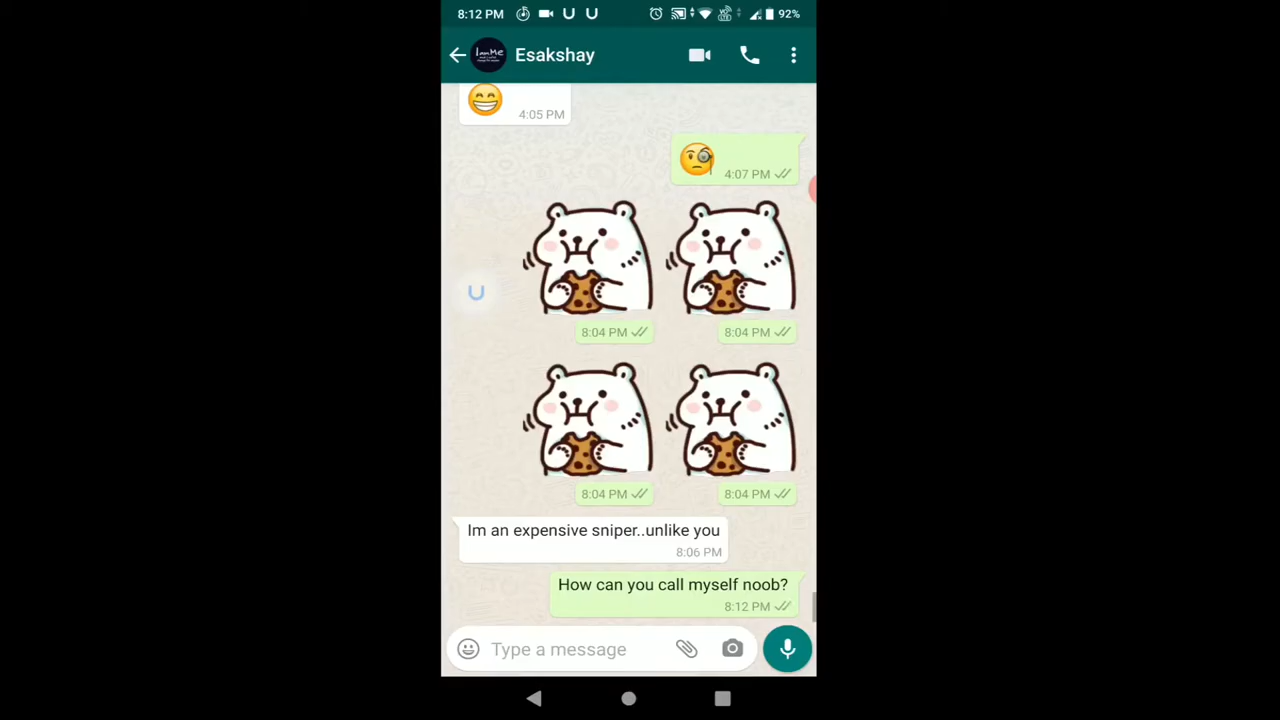 8:12 PM 92%
Esakshay
4:05 PM
4:07 PM
8:04 PM 8:04 PM
8:04 PM 8:04 PM
Im an expensive sniper..unlike you
8:06 PM
How can you call myself noob?
8:12 PM
Type a message